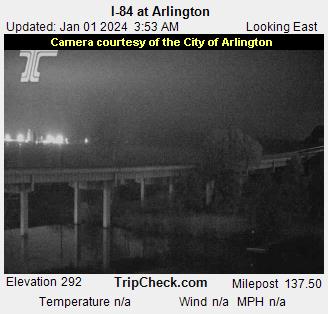 I-84 at Arlington
Updated: Jan 01 2024 3:53 AM Looking East
Camera courtesy of the City of Arlington
Elevation 292 TripCheck.com Milepost 137.50
Temperature n/a Wind n/a MPH n/a